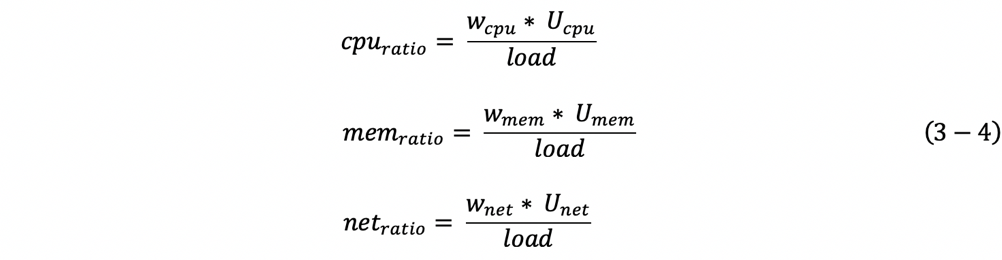 cpu_ratio = (w_cpu * U_cpu) / load
mem_ratio = (w_mem * U_mem) / load (3 − 4)
net_ratio = (w_net * U_net) / load